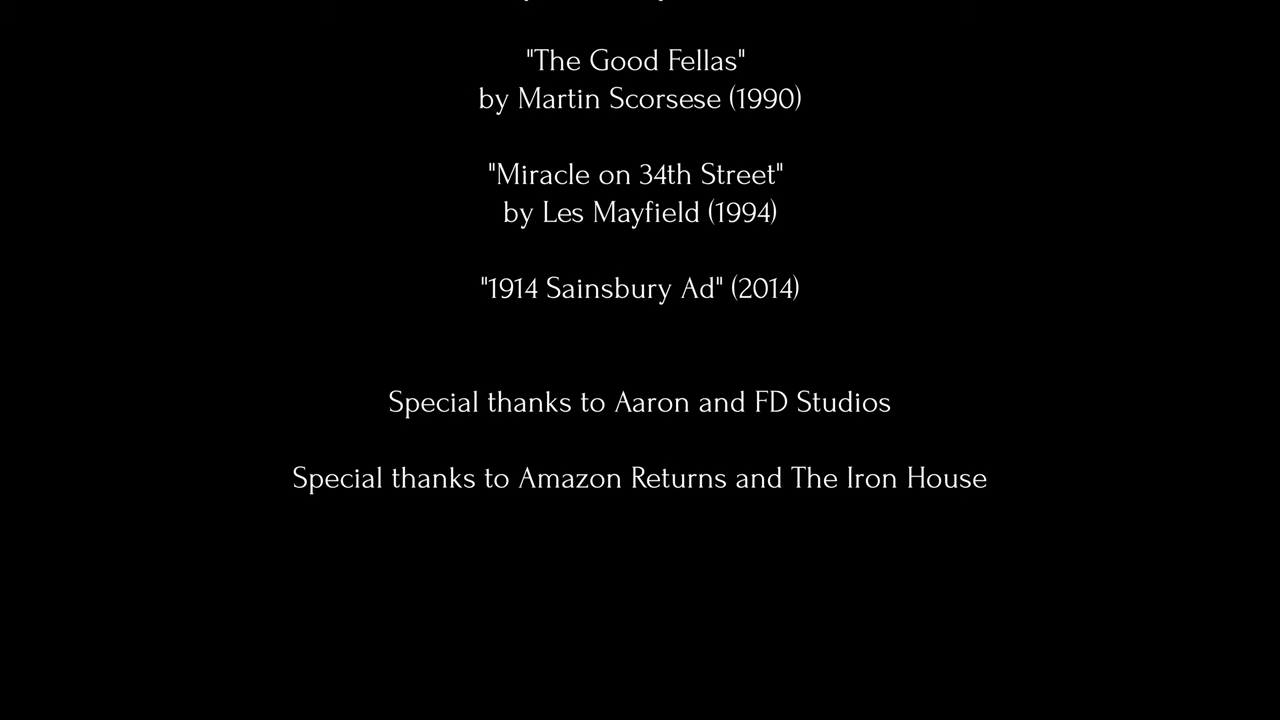 "The Good Fellas"
by Martin Scorsese (1990)
"Miracle on 34th Street"
by Les Mayfield (1994)
"1914 Sainsbury Ad" (2014)
Special thanks to Aaron and FD Studios
Special thanks to Amazon Returns and The Iron House